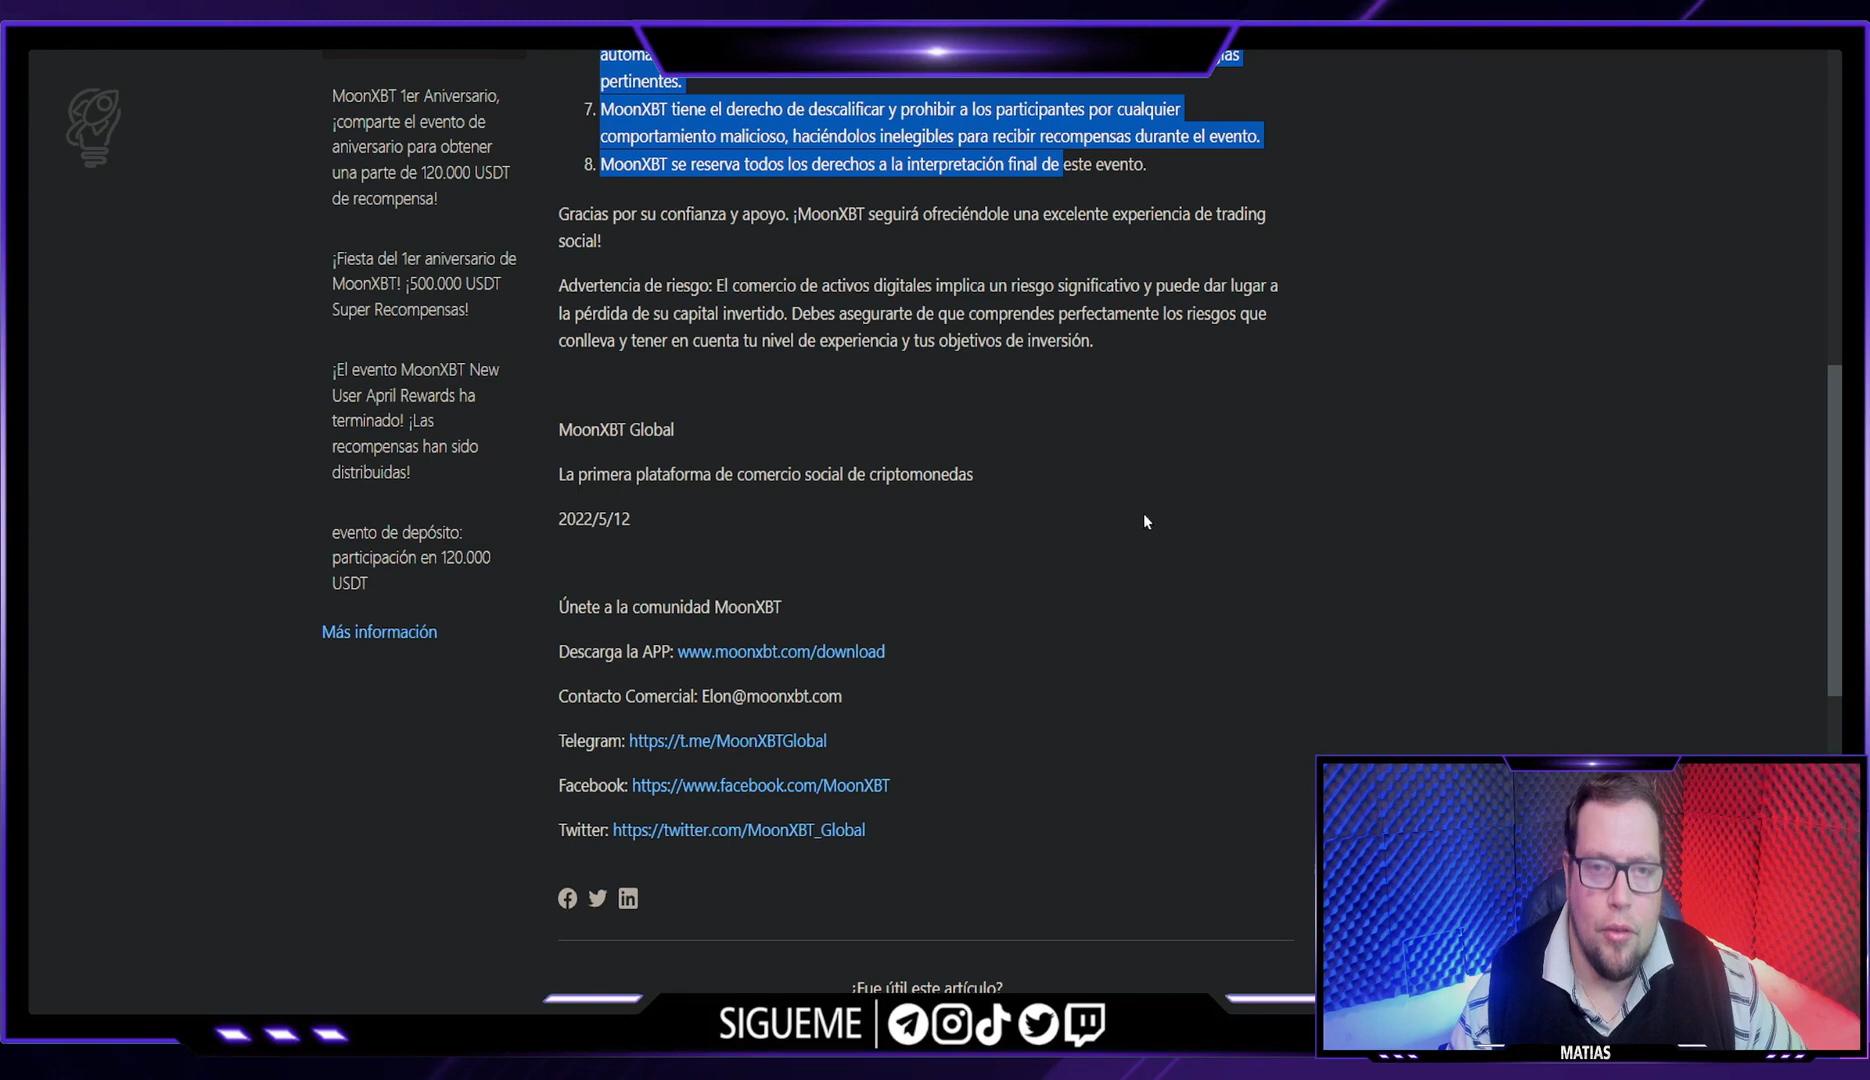 MoonXBT 1er Aniversario,
¡comparte el evento de
aniversario para obtener
una parte de 120.000 USDT
de recompensa!
¡Fiesta del 1er aniversario de
MoonXBT! ¡500.000 USDT
Super Recompensas!
¡El evento MoonXBT New
User April Rewards ha
terminado! ¡Las
recompensas han sido
distribuidas!
evento de depósito:
participación en 120.000
USDT
Más información
pertinentes.
7. MoonXBT tiene el derecho de descalificar y prohibir a los participantes por cualquier
comportamiento malicioso, haciéndolos inelegibles para recibir recompensas durante el evento.
8. MoonXBT se reserva todos los derechos a la interpretación final de este evento.
Gracias por su confianza y apoyo. ¡MoonXBT seguirá ofreciéndole una excelente experiencia de trading
social!
Advertencia de riesgo: El comercio de activos digitales implica un riesgo significativo y puede dar lugar a
la pérdida de su capital invertido. Debes asegurarte de que comprendes perfectamente los riesgos que
conlleva y tener en cuenta tu nivel de experiencia y tus objetivos de inversión.
MoonXBT Global
La primera plataforma de comercio social de criptomonedas
2022/5/12
Únete a la comunidad MoonXBT
Descarga la APP: www.moonxbt.com/download
Contacto Comercial: Elon@moonxbt.com
Telegram: https://t.me/MoonXBTGlobal
Facebook: https://www.facebook.com/MoonXBT
Twitter: https://twitter.com/MoonXBT_Global
¿Fue útil este artículo?
SIGUEME
MATIAS